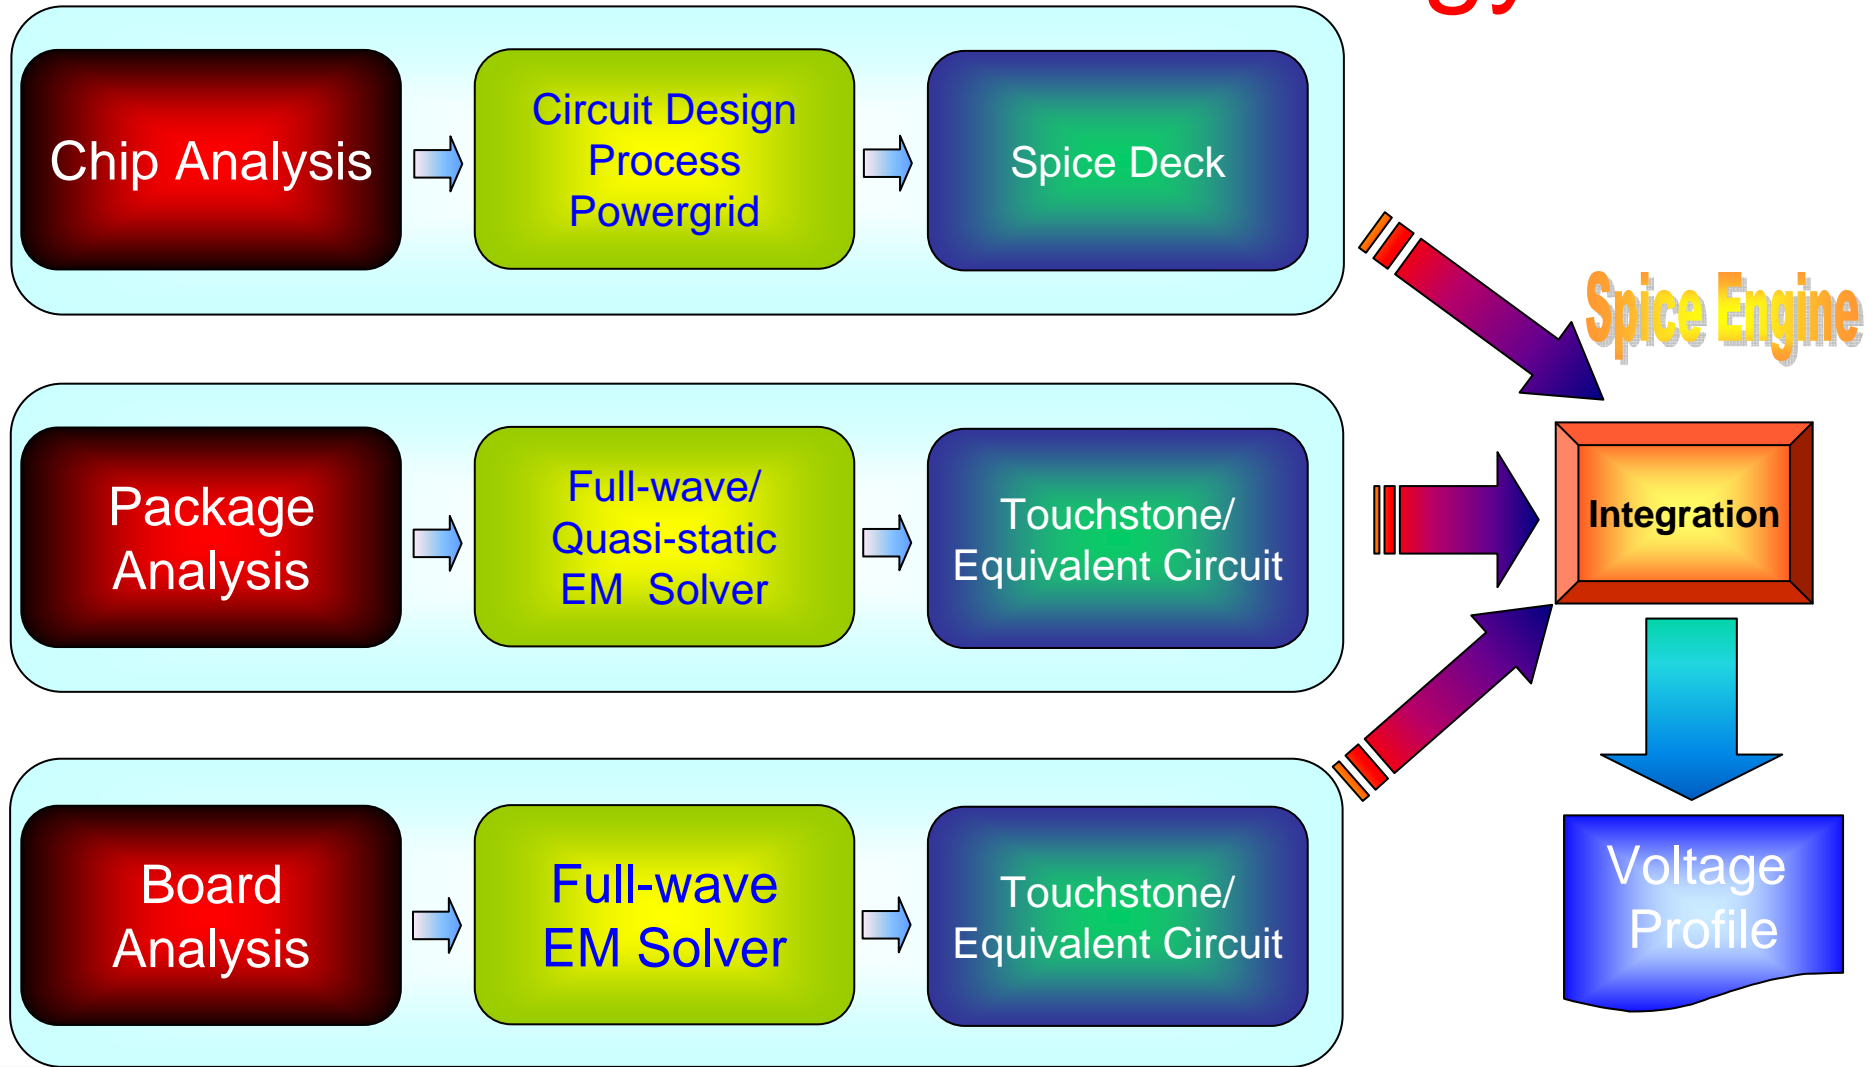 gy
Chip Analysis
Circuit Design
Process
Powergrid
Spice Deck
Spice Engine
Package
Analysis
Full-wave/
Quasi-static
EM Solver
Touchstone/
Equivalent Circuit
Integration
Board
Analysis
Full-wave
EM Solver
Touchstone/
Equivalent Circuit
Voltage
Profile